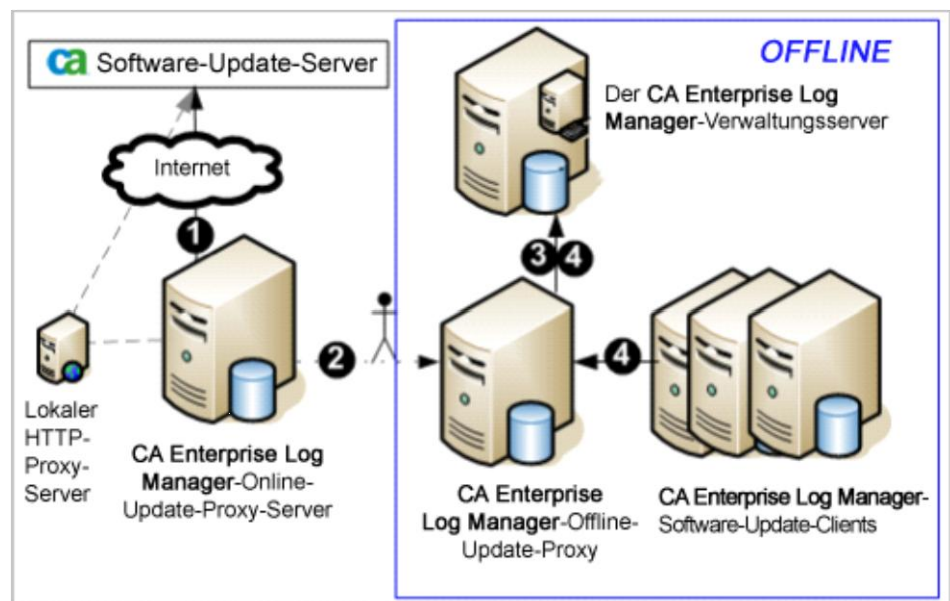 ca Software-Update-Server
OFFLINE
Der CA Enterprise Log
Manager-Verwaltungsserver
Internet
1
3 4
2
4
Lokaler
HTTP-
Proxy-
Server
CA Enterprise Log
Manager-Online-
Update-Proxy-Server
CA Enterprise
Log Manager-Offline-
Update-Proxy
CA Enterprise Log Manager-
Software-Update-Clients